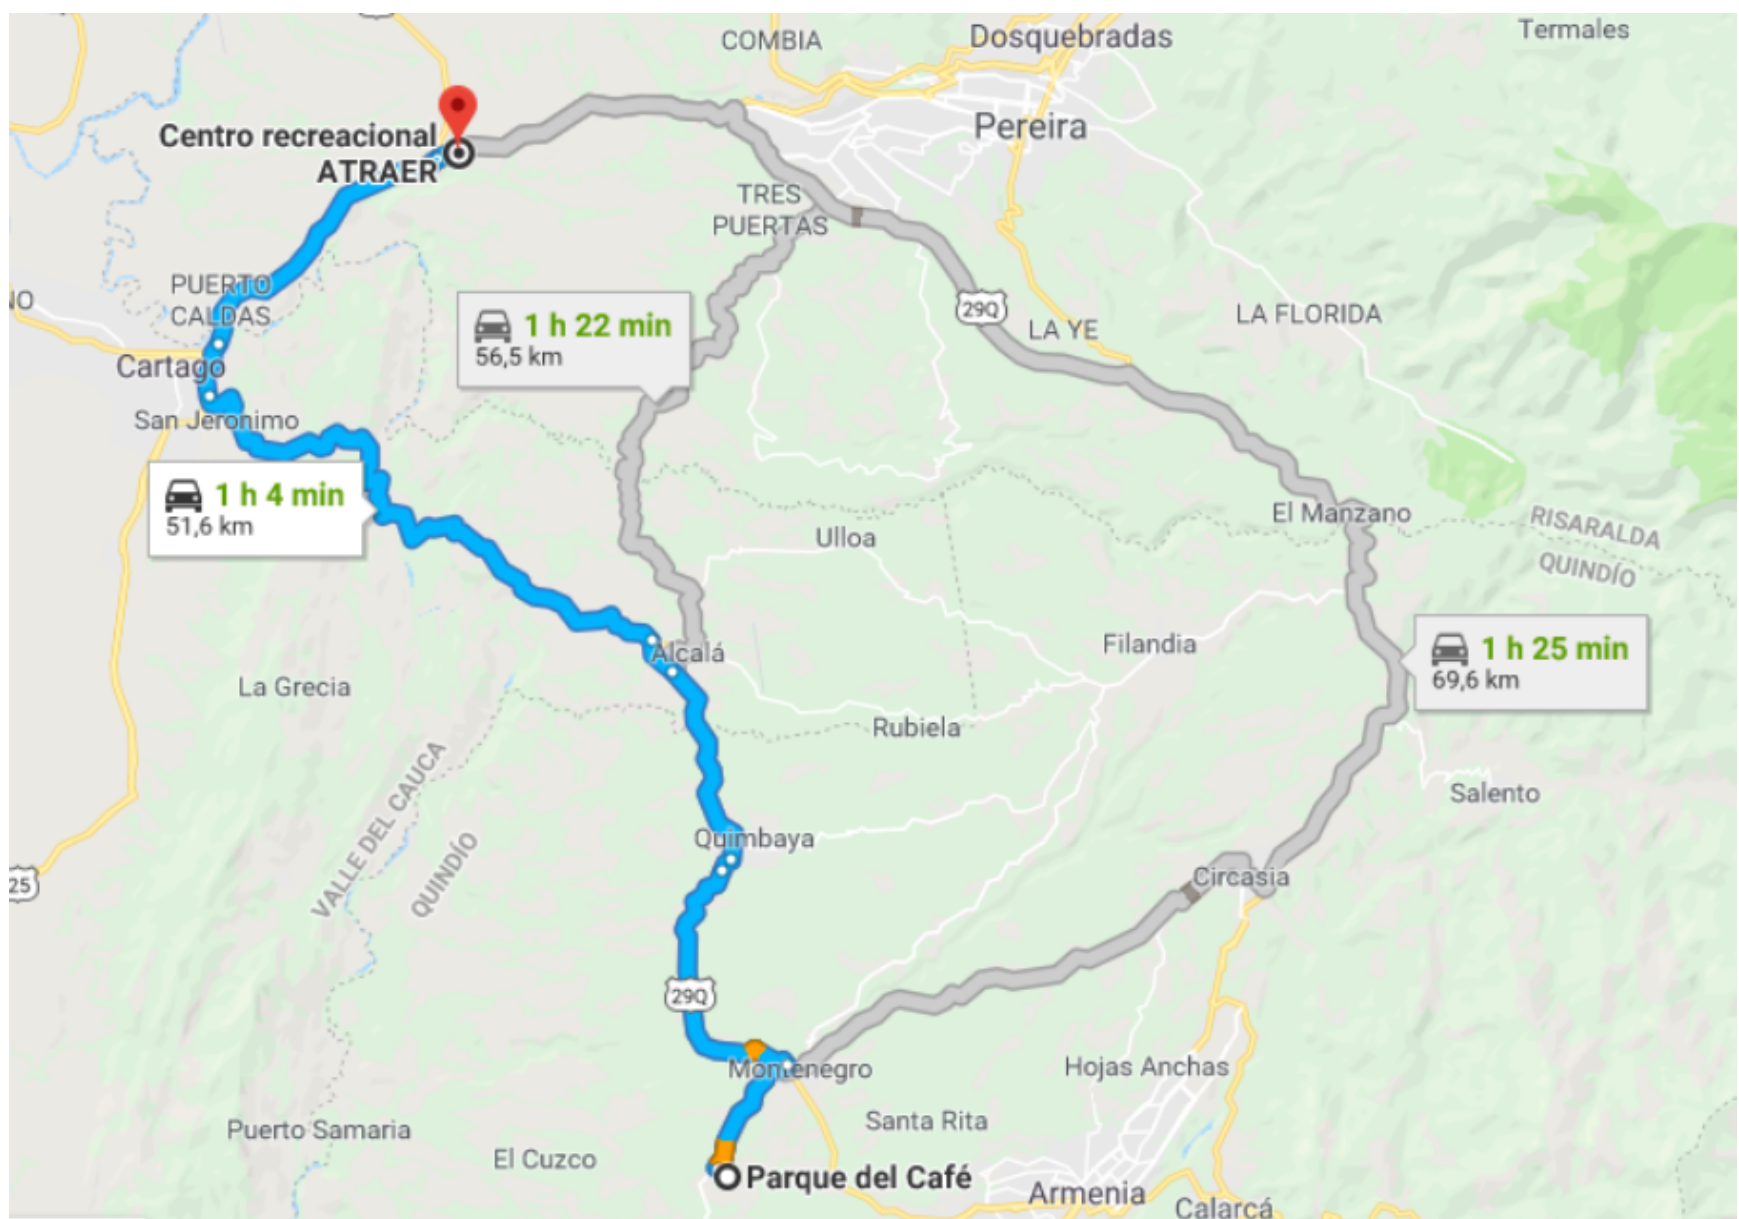 COMBIA
Dosquebradas
Termales
Centro recreacional
ATRAER
Pereira
TRES
PUERTAS
PUERTO
CALDAS
29Q
LA YE
LA FLORIDA
1 h 22 min
56,5 km
Cartago
San Jerónimo
1 h 4 min
51,6 km
El Manzano
RISARALDA
QUINDÍO
Ulloa
Filandia
1 h 25 min
69,6 km
Alcalá
La Grecia
Rubiela
VALLE DEL CAUCA
QUINDÍO
Salento
Quimbaya
25
Circasia
29Q
Montenegro
Hojas Anchas
Puerto Samaria
Santa Rita
El Cuzco
Parque del Café
Armenia
Calarcá